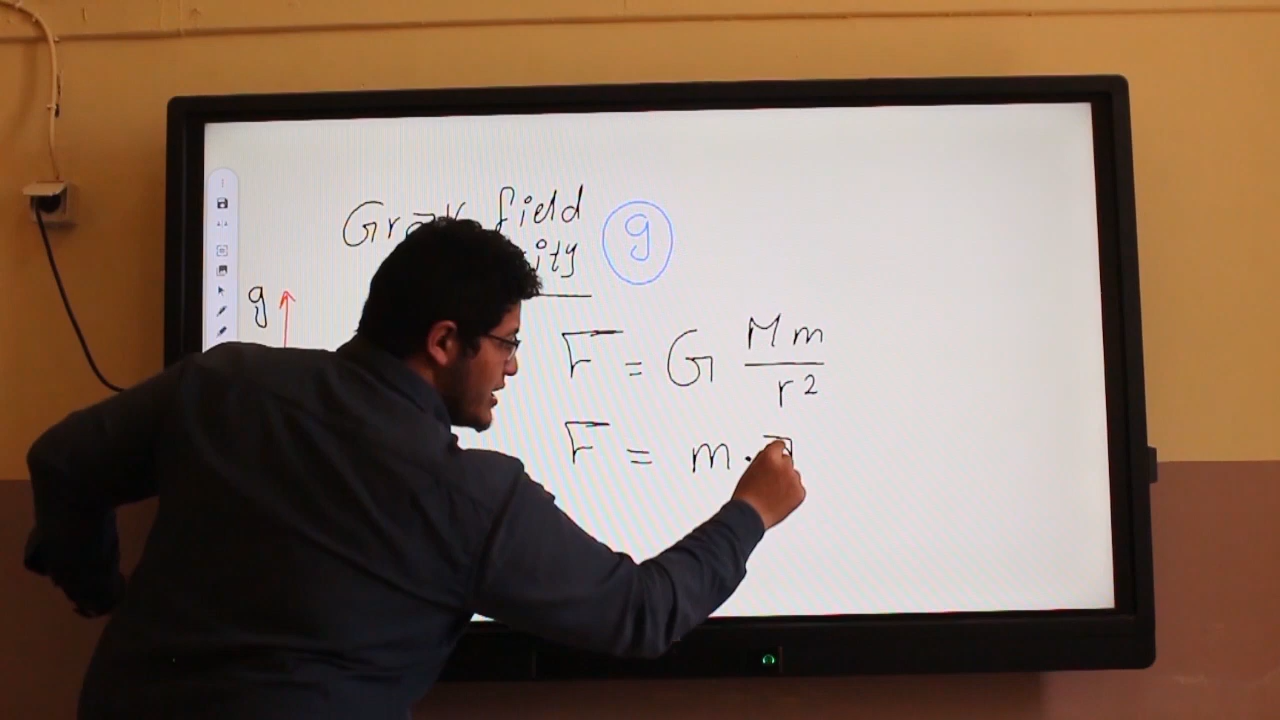 field
g
g
F = G Mm / r²
F = m .